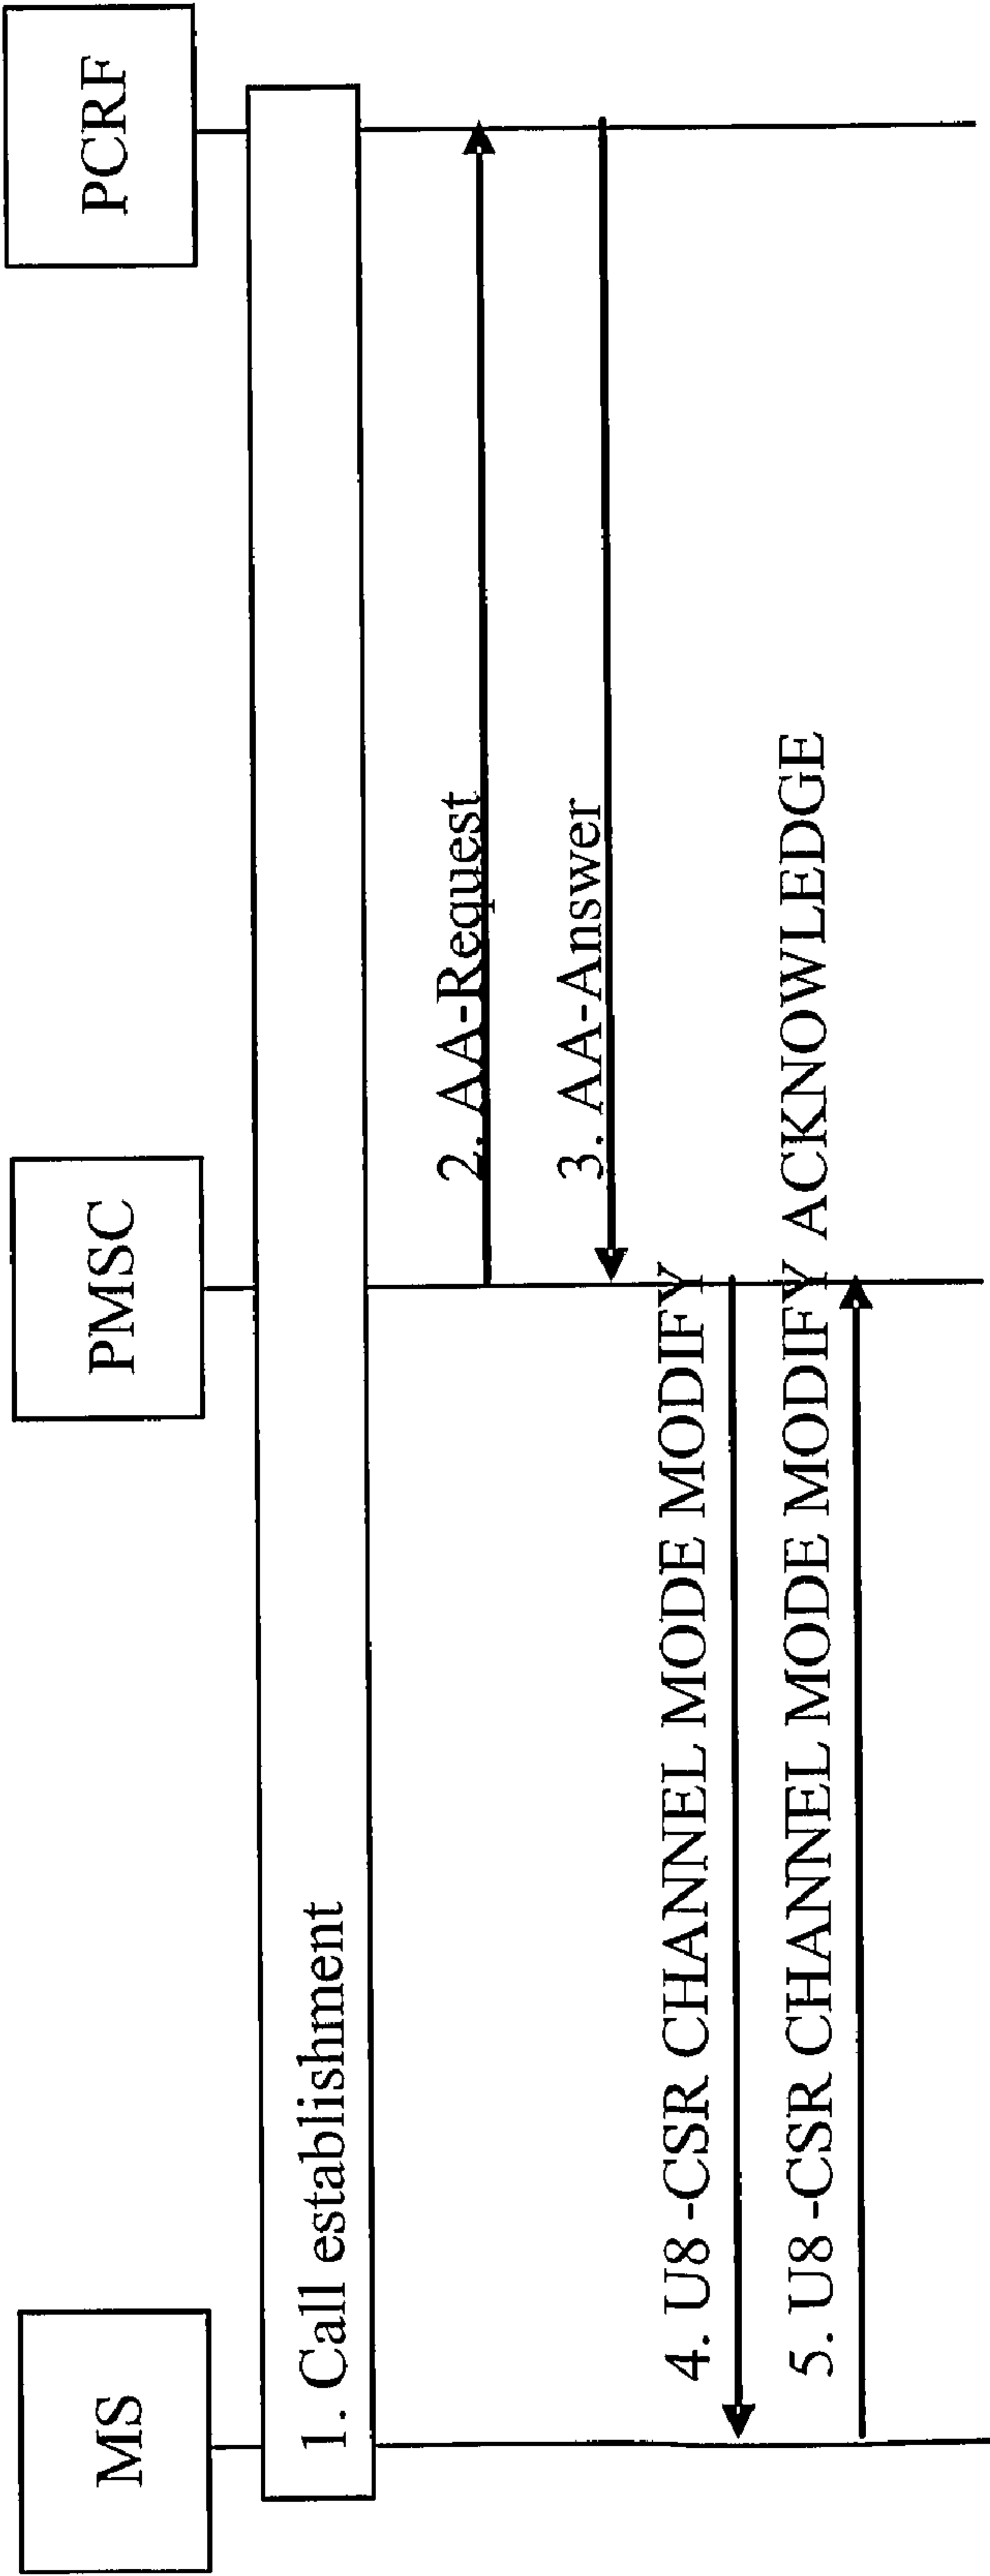 MS
PMSC
PCRF
1. Call establishment
2. AA-Request
3. AA-Answer
4. U8 -CSR CHANNEL MODE MODIFY
5. U8 -CSR CHANNEL MODE MODIFY ACKNOWLEDGE